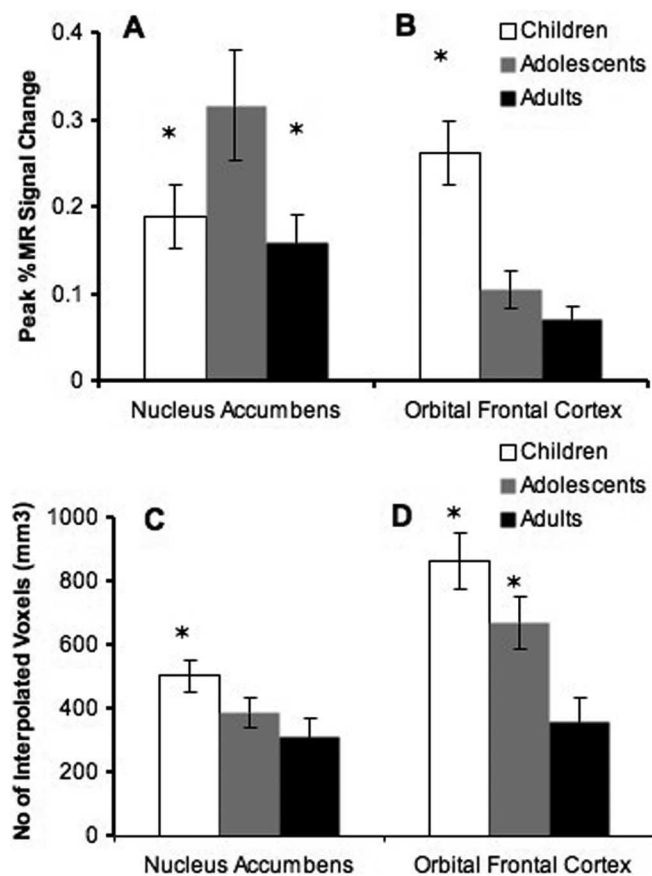 A
B
Children
Adolescents
Adults
*
*
*
0.4
0.3
0.2
0.1
0
Peak %MR Signal Change
Nucleus Accumbens
Orbital Frontal Cortex
Children
Adolescents
Adults
C
D
*
*
*
1000
800
600
400
200
0
No of Interpolated Voxels (mm3)
Nucleus Accumbens
Orbital Frontal Cortex